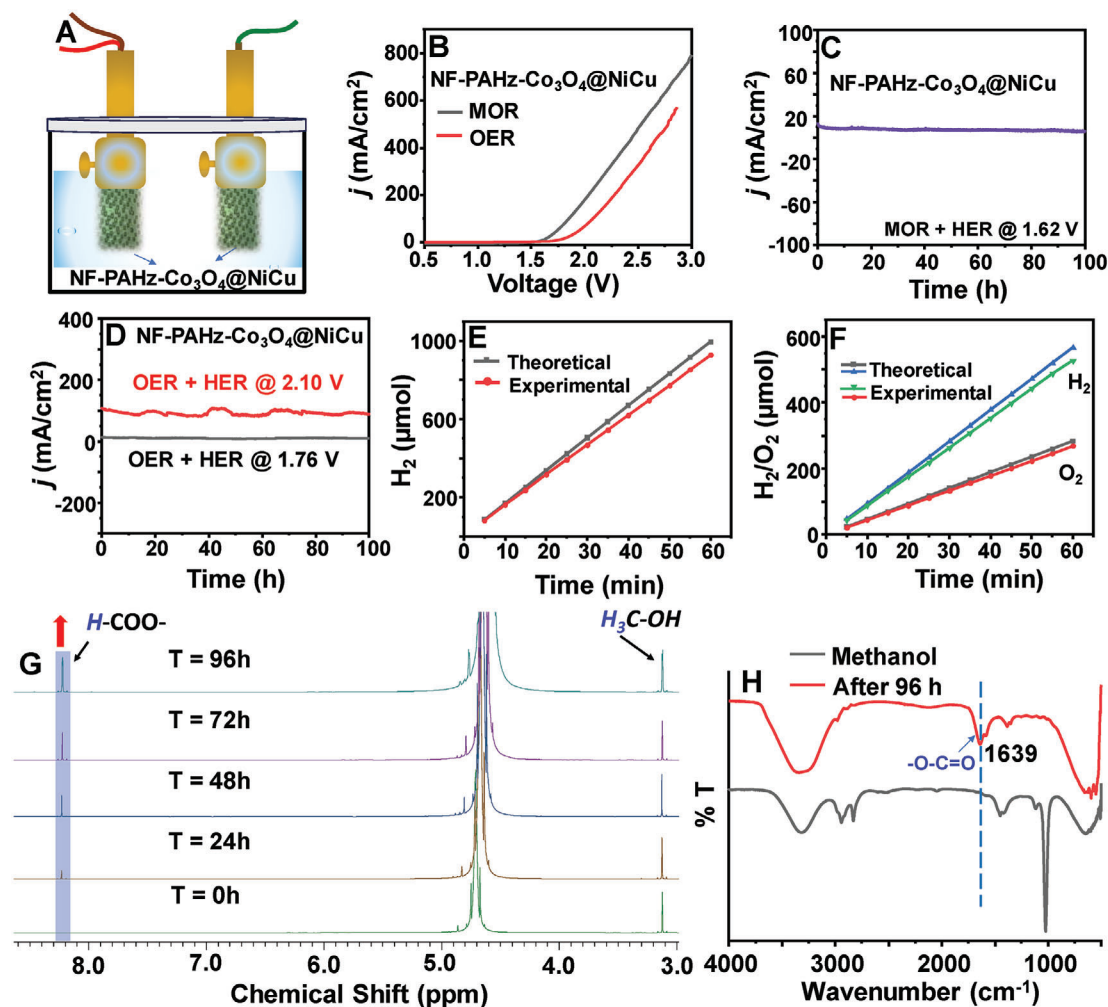 A
NF-PAHz-Co₃O₄@NiCu
B
NF-PAHz-Co₃O₄@NiCu
MOR
OER
j (mA/cm²)
800
600
400
200
0
0.5 1.0 1.5 2.0 2.5 3.0
Voltage (V)
C
NF-PAHz-Co₃O₄@NiCu
MOR + HER @ 1.62 V
j (mA/cm²)
100
60
20
-20
-60
-100
0 20 40 60 80 100
Time (h)
D
NF-PAHz-Co₃O₄@NiCu
OER + HER @ 2.10 V
OER + HER @ 1.76 V
j (mA/cm²)
400
200
0
-200
0 20 40 60 80 100
Time (h)
E
Theoretical
Experimental
H₂ (µmol)
1000
800
600
400
200
0 10 20 30 40 50 60
Time (min)
F
Theoretical
Experimental
H₂
O₂
H₂/O₂ (µmol)
600
400
200
0
0 10 20 30 40 50 60
Time (min)
G
H-COO-
H₃C-OH
T = 96h
T = 72h
T = 48h
T = 24h
T = 0h
8.0 7.0 6.0 5.0 4.0 3.0
Chemical Shift (ppm)
H
Methanol
After 96 h
-O-C=O
1639
% T
4000 3000 2000 1000
Wavenumber (cm⁻¹)